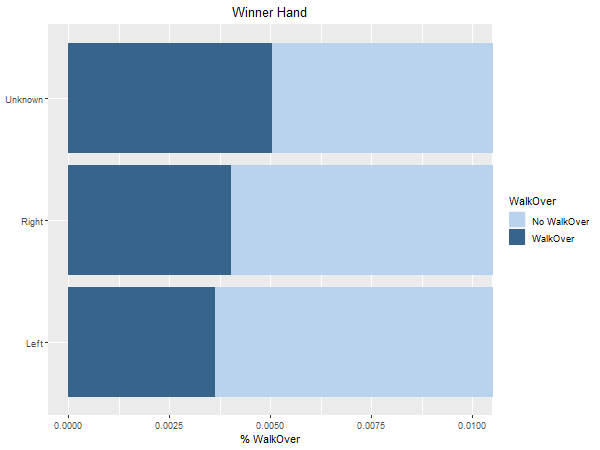 Winner Hand
Unknown
Right
Left
0.0000 0.0025 0.0050 0.0075 0.0100
% WalkOver
WalkOver
No WalkOver
WalkOver